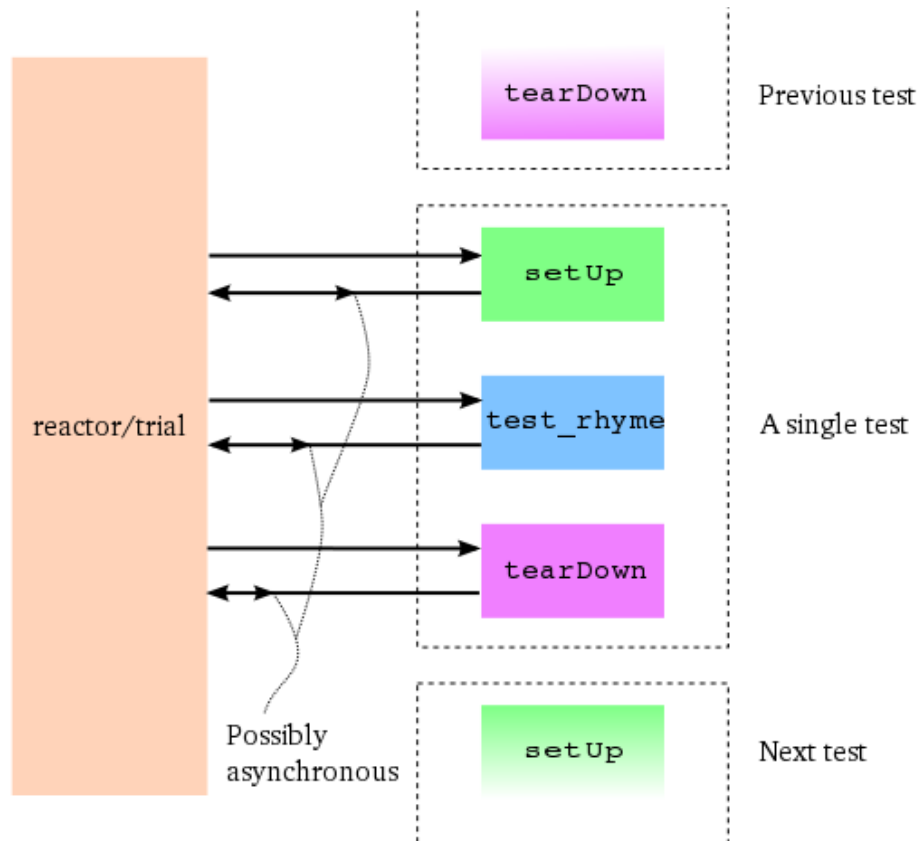 tearDown
Previous test
setUp
reactor/trial
test_rhyme
A single test
tearDown
Possibly
asynchronous
setUp
Next test